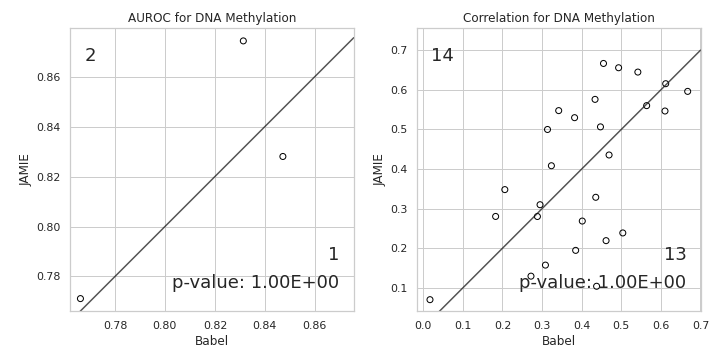 AUROC for DNA Methylation
2
1
p-value: 1.00E+00
JAMIE
0.86
0.84
0.82
0.80
0.78
0.78 0.80 0.82 0.84 0.86
Babel
Correlation for DNA Methylation
14
13
p-value: 1.00E+00
JAMIE
0.7
0.6
0.5
0.4
0.3
0.2
0.1
0.0 0.1 0.2 0.3 0.4 0.5 0.6 0.7
Babel